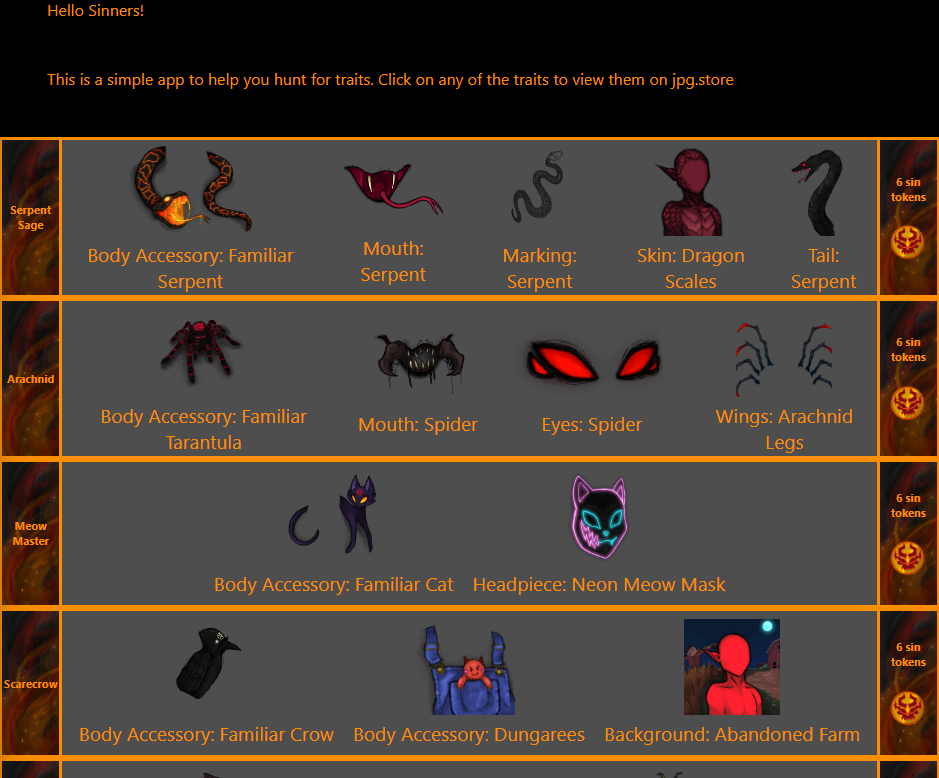 Hello Sinners!
This is a simple app to help you hunt for traits. Click on any of the traits to view them on jpg.store
Serpent
Sage
Body Accessory: Familiar
Serpent
Mouth:
Serpent
Marking:
Serpent
Skin: Dragon
Scales
Tail:
Serpent
6 sin
tokens
Arachnid
Body Accessory: Familiar
Tarantula
Mouth: Spider
Eyes: Spider
Wings: Arachnid
Legs
6 sin
tokens
Meow
Master
Body Accessory: Familiar Cat
Headpiece: Neon Meow Mask
6 sin
tokens
Scarecrow
Body Accessory: Familiar Crow
Body Accessory: Dungarees
Background: Abandoned Farm
6 sin
tokens